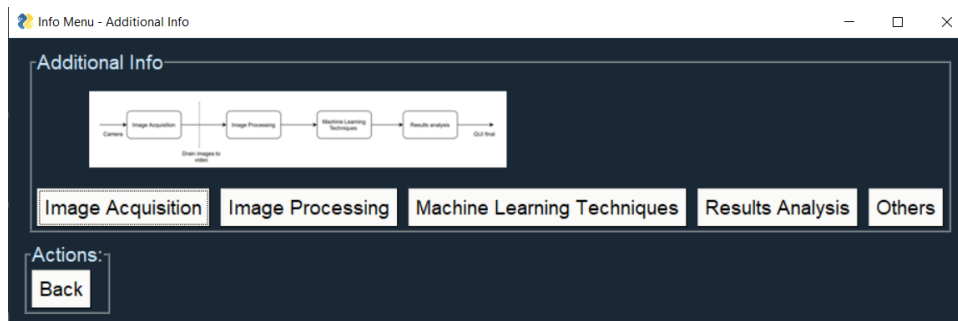 Info Menu - Additional Info
Additional Info
Camera
Image Acquisition
Drain images to
video
Image Processing
Machine Learning
Techniques
Results analysis
GUI final
Image Acquisition
Image Processing
Machine Learning Techniques
Results Analysis
Others
Actions:
Back